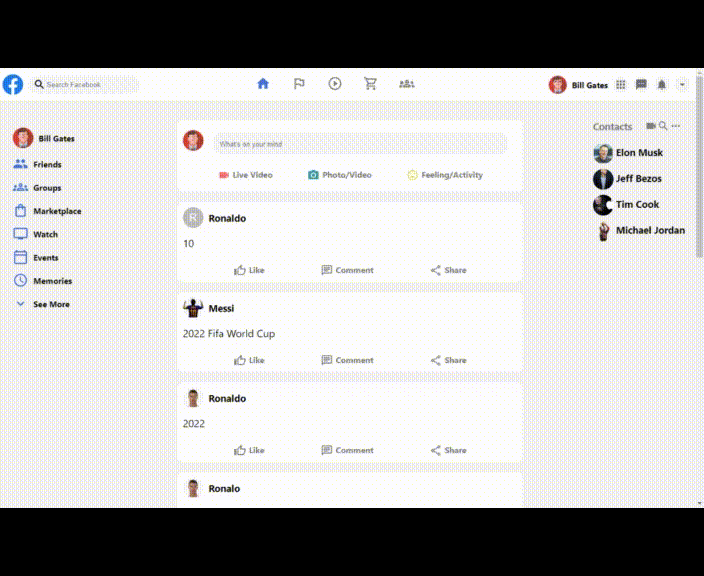 Search Facebook
Bill Gates
Bill Gates
Friends
Groups
Marketplace
Watch
Events
Memories
See More
What's on your mind
Live Video
Photo/Video
Feeling/Activity
R
Ronaldo
10
Like
Comment
Share
Messi
2022 Fifa World Cup
Like
Comment
Share
Ronaldo
2022
Like
Comment
Share
Ronalo
Contacts
Elon Musk
Jeff Bezos
Tim Cook
Michael Jordan